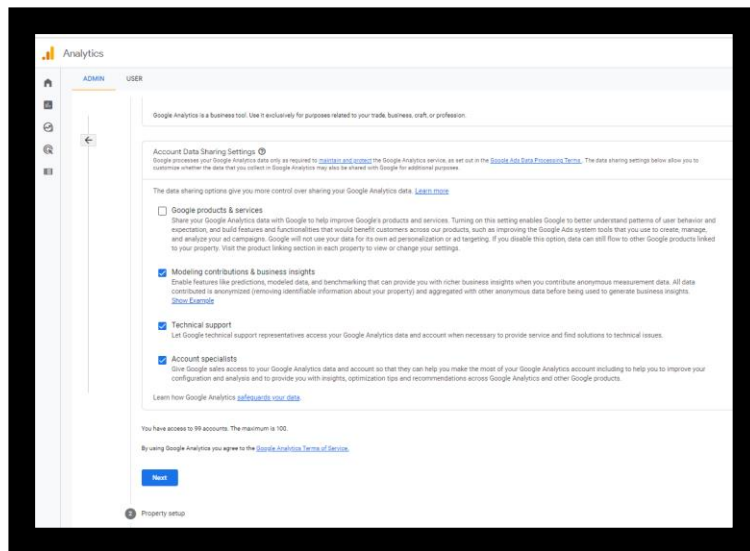 Analytics
ADMIN USER
Google Analytics is a business tool. Use it exclusively for purposes related to your trade, business, craft, or profession.
Account Data Sharing Settings
Google processes your Google Analytics data only as required to maintain and protect the Google Analytics service, as set out in the Google Ads Data Processing Terms. The data sharing settings below allow you to
customize whether the data that you collect in Google Analytics may also be shared with Google for additional purposes
The data sharing options give you more control over sharing your Google Analytics data. Learn more
Google products & services
Share your Google Analytics data with Google to help improve Google's products and services. Turning on this setting enables Google to better understand patterns of user behavior and
expectation, and build features and functionalities that would benefit customers across our products, such as improving the Google Ads system tools that you use to create, manage,
and analyze your ad campaigns. Google will not use your data for its own ad personalization or ad targeting. If you disable this option, data can still flow to other Google products linked
to your property. Visit the product linking section in each property to view or change your settings.
Modeling contributions & business insights
Enable features like predictions, modeled data, and benchmarking that can provide you with richer business insights when you contribute anonymous measurement data. All data
contributed is anonymized (removing identifiable information about your property) and aggregated with other anonymous data before being used to generate business insights.
Show Example
Technical support
Let Google technical support representatives access your Google Analytics data and account when necessary to provide service and find solutions to technical issues.
Account specialists
Give Google sales access to your Google Analytics data and account so that they can help you make the most of your Google Analytics account including to help you to improve your
configuration and analysis and to provide you with insights, optimization tips and recommendations across Google Analytics and other Google products.
Learn how Google Analytics safeguards your data.
You have access to 99 accounts. The maximum is 100.
By using Google Analytics you agree to the Google Analytics Terms of Service.
Next
2 Property setup